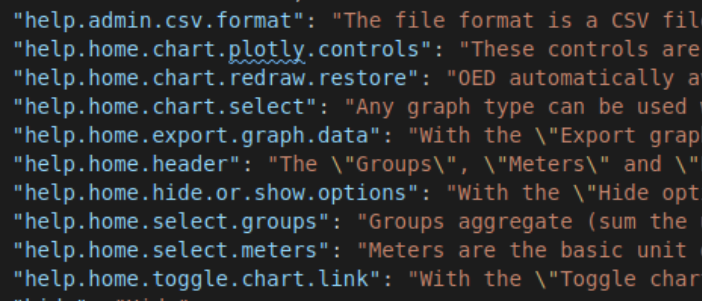 "help.admin.csv.format": "The file format is a CSV fil
"help.home.chart.plotly.controls": "These controls are
"help.home.chart.redraw.restore": "OED automatically a
"help.home.chart.select": "Any graph type can be used
"help.home.export.graph.data": "With the \"Export grap
"help.home.header": "The \"Groups\", \"Meters\" and \"
"help.home.hide.or.show.options": "With the \"Hide opt
"help.home.select.groups": "Groups aggregate (sum the
"help.home.select.meters": "Meters are the basic unit
"help.home.toggle.chart.link": "With the \"Toggle char